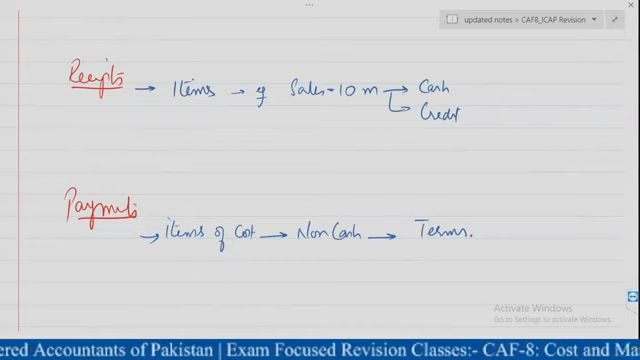 updated notes > CAF8_ICAP Revision
Receipts → Items → eg Sales = 10 m → Cash
→ Credit
Payments
→ Items of Cost → Non Cash → Terms.
Activate Windows
Go to Settings to activate Windows.
ered Accountants of Pakistan | Exam Focused Revision Classes:- CAF-8: Cost and Ma